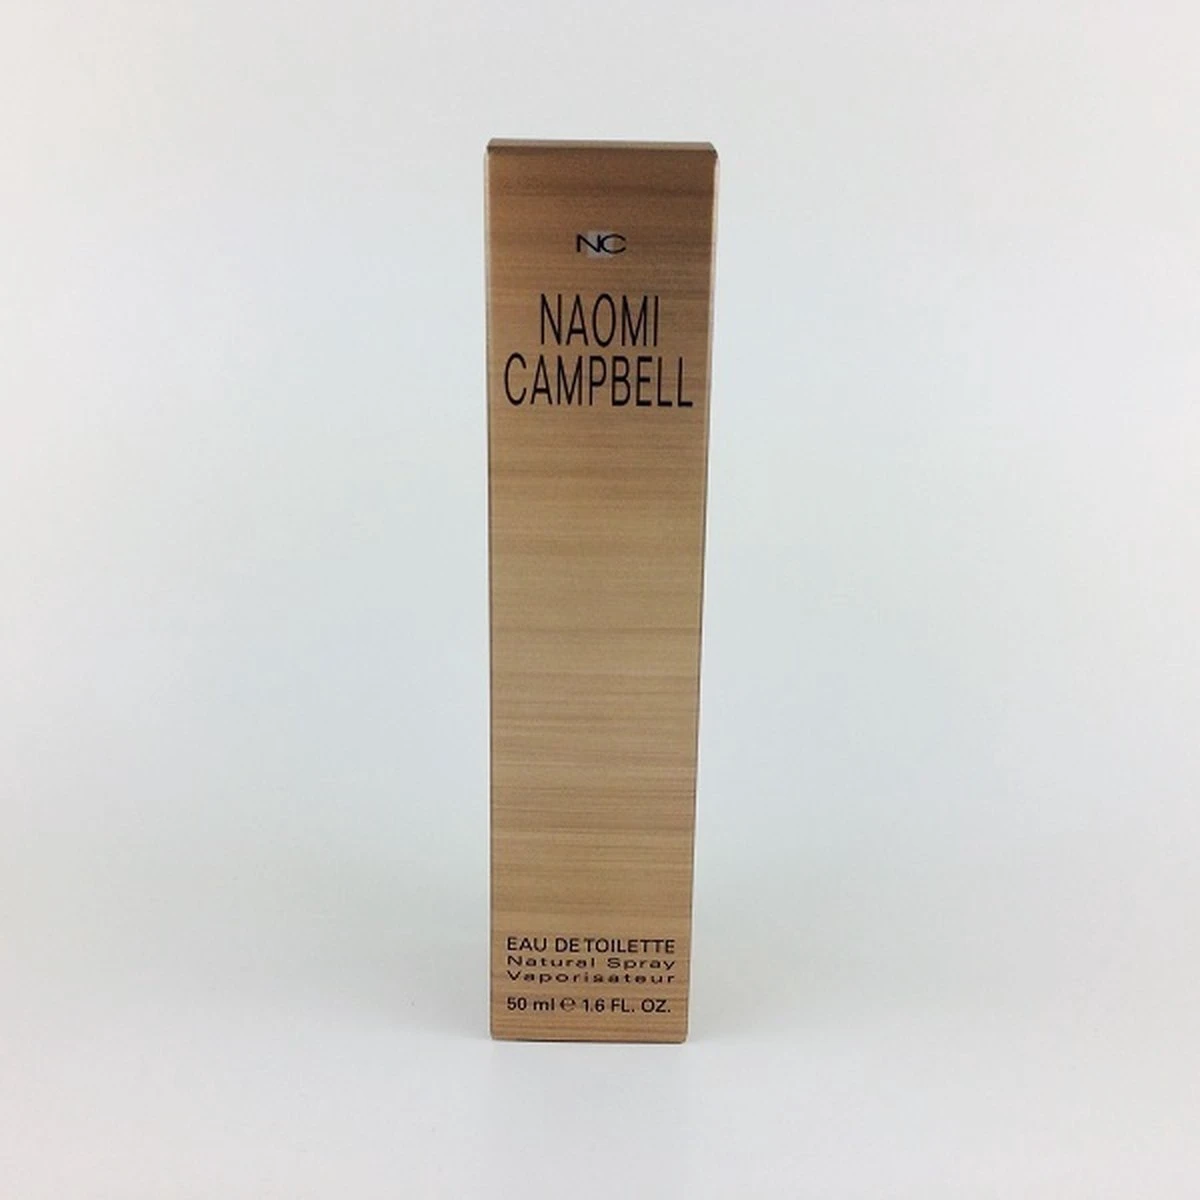 NC
NAOMI
CAMPBELL
EAU DE TOILETTE
Natural Spray
Vaporisateur
50 ml ℮ 1.6 FL. OZ.